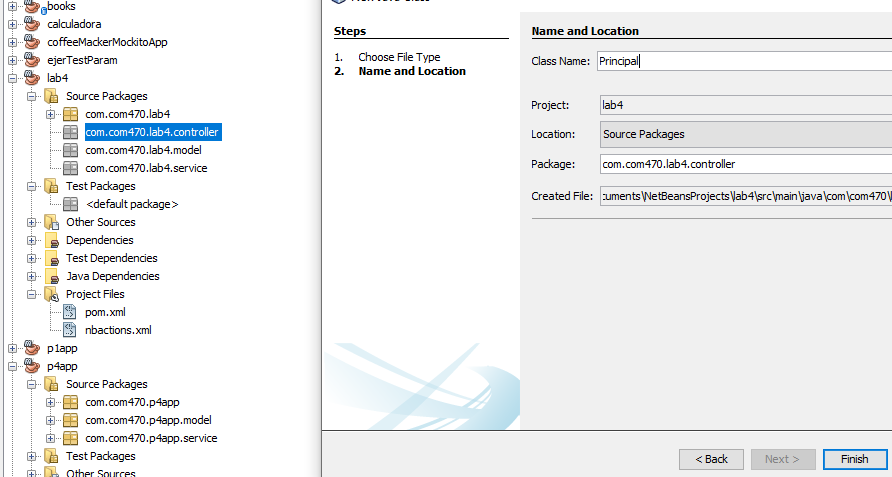 books
calculadora
coffeeMackerMockitoApp
ejerTestParam
lab4
Source Packages
com.com470.lab4
com.com470.lab4.controller
com.com470.lab4.model
com.com470.lab4.service
Test Packages
<default package>
Other Sources
Dependencies
Test Dependencies
Java Dependencies
Project Files
pom.xml
nbactions.xml
p1app
p4app
Source Packages
com.com470.p4app
com.com470.p4app.model
com.com470.p4app.service
Test Packages
Other Sources
Steps
1. Choose File Type
2. Name and Location
Name and Location
Class Name: Principal
Project: lab4
Location: Source Packages
Package: com.com470.lab4.controller
Created File: :cuments\NetBeansProjects\lab4\src\main\java\com\com470\
< Back
Next >
Finish